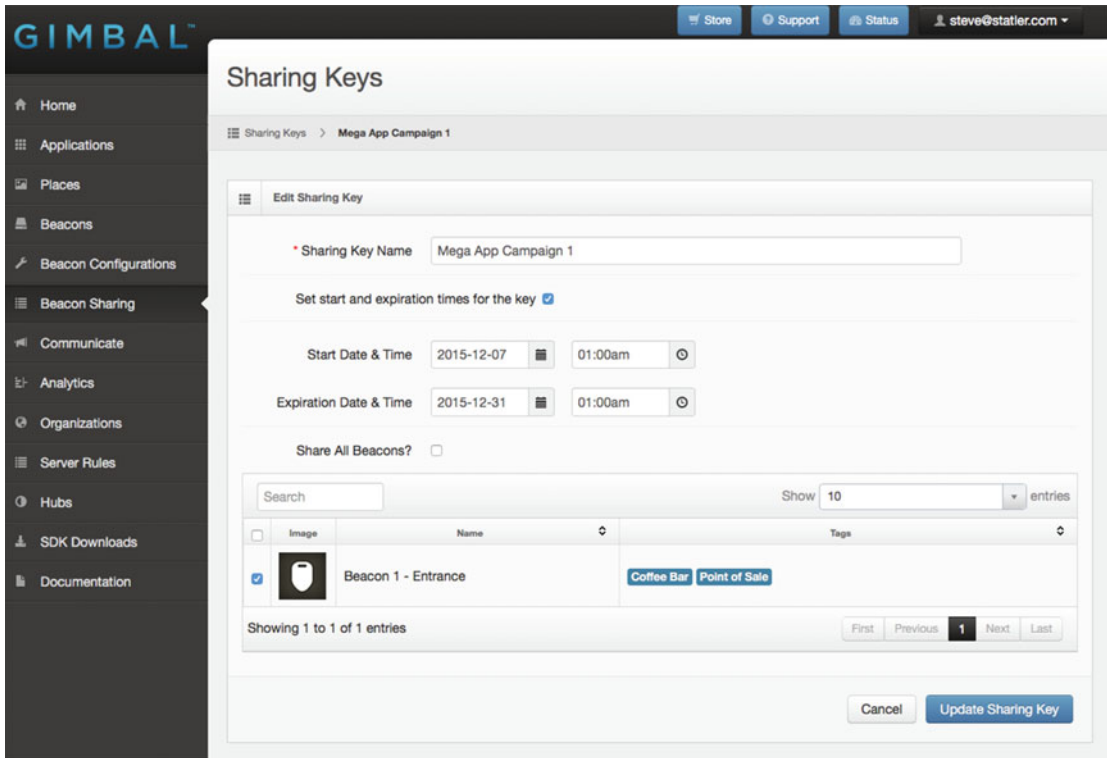 GIMBAL™
Store
Support
Status
steve@statler.com
Home
Applications
Places
Beacons
Beacon Configurations
Beacon Sharing
Communicate
Analytics
Organizations
Server Rules
Hubs
SDK Downloads
Documentation
Sharing Keys
Sharing Keys > Mega App Campaign 1
Edit Sharing Key
* Sharing Key Name Mega App Campaign 1
Set start and expiration times for the key
Start Date & Time 2015-12-07 01:00am
Expiration Date & Time 2015-12-31 01:00am
Share All Beacons?
Search Show 10 entries
Image Name Tags
Beacon 1 - Entrance Coffee Bar Point of Sale
Showing 1 to 1 of 1 entries First Previous 1 Next Last
Cancel Update Sharing Key